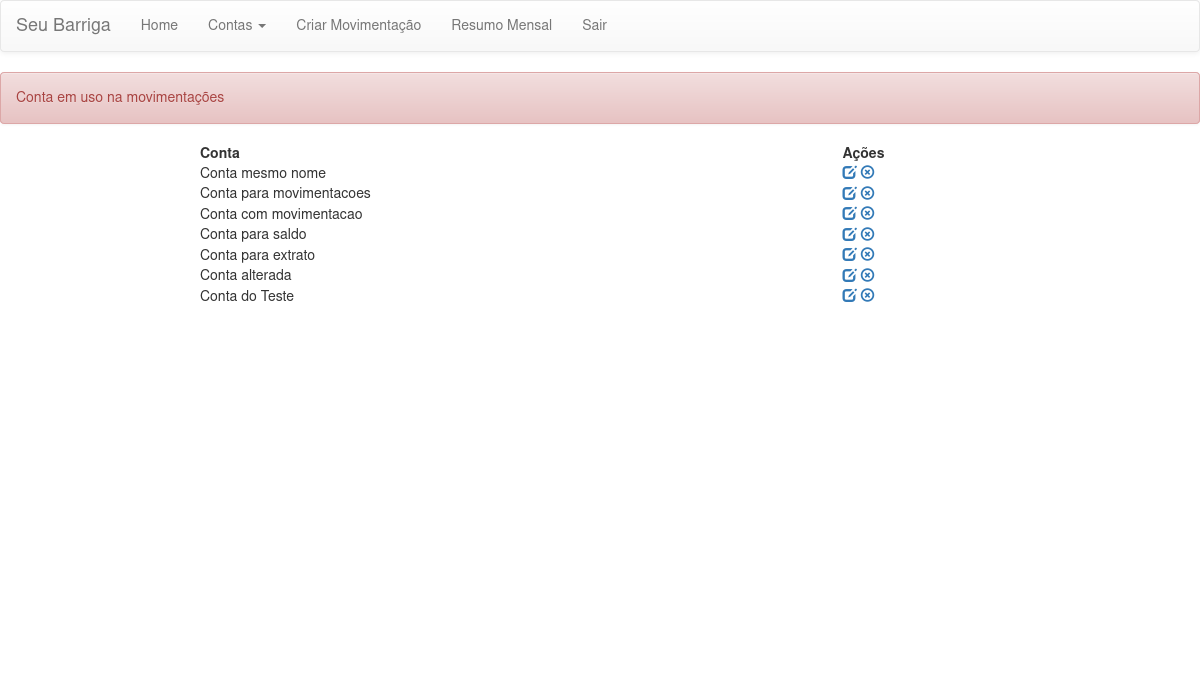 Seu Barriga Home Contas Criar Movimentação Resumo Mensal Sair
Conta em uso na movimentações
Conta Ações
Conta mesmo nome
Conta para movimentacoes
Conta com movimentacao
Conta para saldo
Conta para extrato
Conta alterada
Conta do Teste